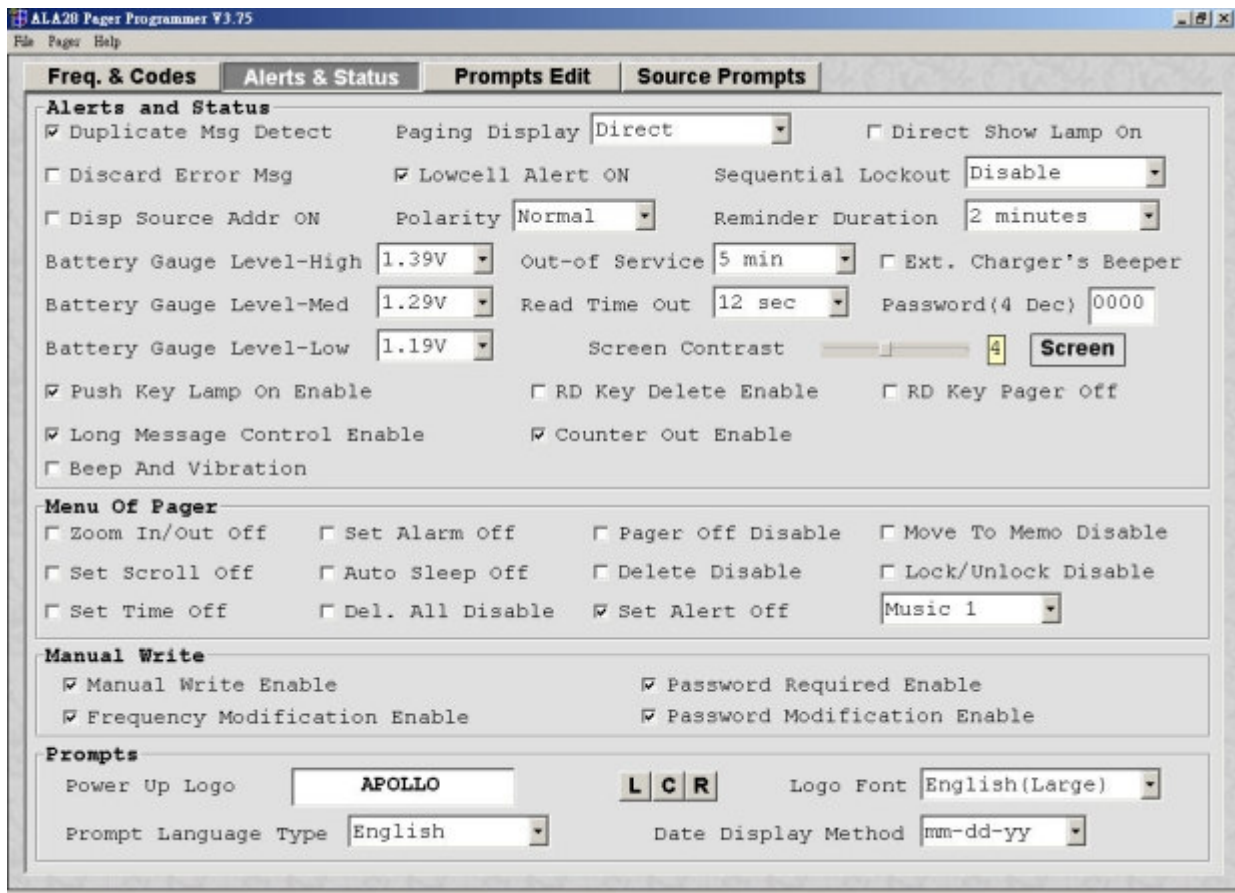 ALA28 Pager Programmer V3.75
File Pager Help
Freq. & Codes Alerts & Status Prompts Edit Source Prompts
Alerts and Status
Duplicate Msg Detect Paging Display Direct Direct Show Lamp On
Discard Error Msg Lowcell Alert ON Sequential Lockout Disable
Disp Source Addr ON Polarity Normal Reminder Duration 2 minutes
Battery Gauge Level-High 1.39V Out-of Service 5 min Ext. Charger's Beeper
Battery Gauge Level-Med 1.29V Read Time Out 12 sec Password(4 Dec) 0000
Battery Gauge Level-Low 1.19V Screen Contrast 4 Screen
Push Key Lamp On Enable RD Key Delete Enable RD Key Pager Off
Long Message Control Enable Counter Out Enable
Beep And Vibration
Menu Of Pager
Zoom In/Out Off Set Alarm Off Pager Off Disable Move To Memo Disable
Set Scroll Off Auto Sleep Off Delete Disable Lock/Unlock Disable
Set Time Off Del. All Disable Set Alert Off Music 1
Manual Write
Manual Write Enable Password Required Enable
Frequency Modification Enable Password Modification Enable
Prompts
Power Up Logo APOLLO L C R Logo Font English(Large)
Prompt Language Type English Date Display Method mm-dd-yy